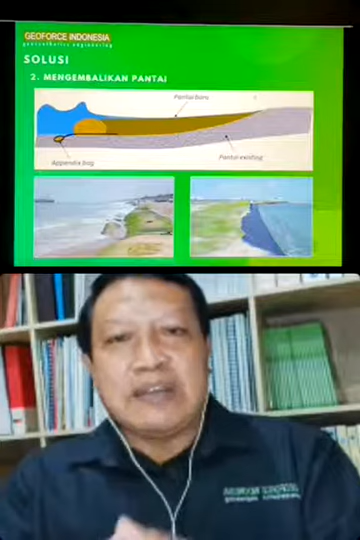 GEOFORCE INDONESIA
geosynthetics engineering
SOLUSI
2. MENGEMBALIKAN PANTAI
Pantai baru
Appendix bag
Pantai existing